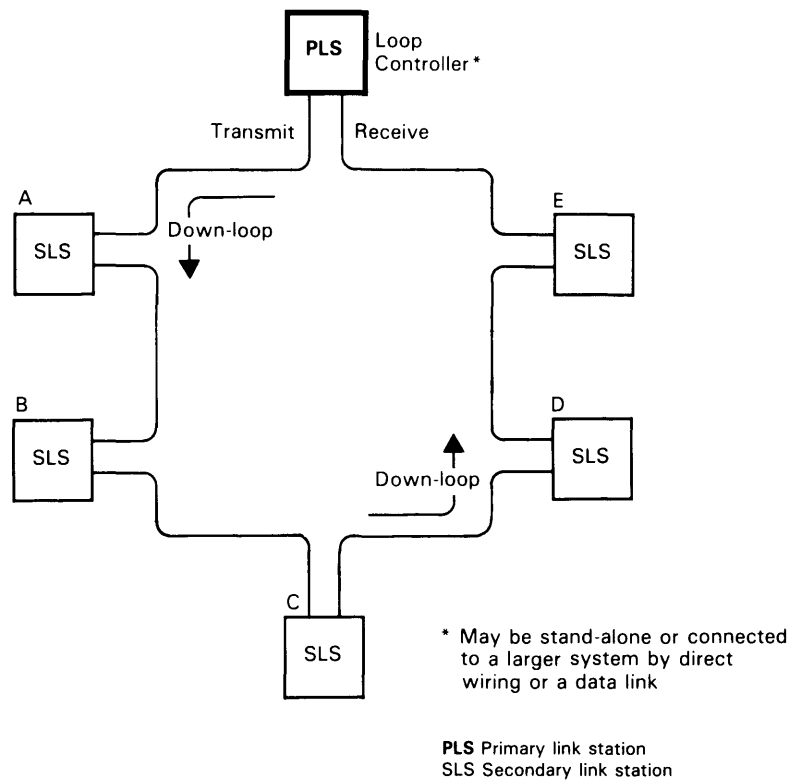 PLS
Loop
Controller*
Transmit
Receive
A
SLS
Down-loop
E
SLS
B
SLS
D
SLS
Down-loop
C
SLS
* May be stand-alone or connected
to a larger system by direct
wiring or a data link
PLS Primary link station
SLS Secondary link station